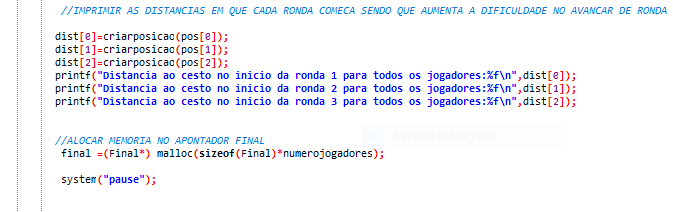 //IMPRIMIR AS DISTANCIAS EM QUE CADA RONDA COMECA SENDO QUE AUMENTA A DIFICULDADE NO AVANCAR DE RONDA
dist[0]=criarposicao(pos[0]);
dist[1]=criarposicao(pos[1]);
dist[2]=criarposicao(pos[2]);
printf("Distancia ao cesto no inicio da ronda 1 para todos os jogadores:%f\n",dist[0]);
printf("Distancia ao cesto no inicio da ronda 2 para todos os jogadores:%f\n",dist[1]);
printf("Distancia ao cesto no inicio da ronda 3 para todos os jogadores:%f\n",dist[2]);
//ALOCAR MEMORIA NO APONTADOR FINAL
final =(Final*) malloc(sizeof(Final)*numerojogadores);
system("pause");